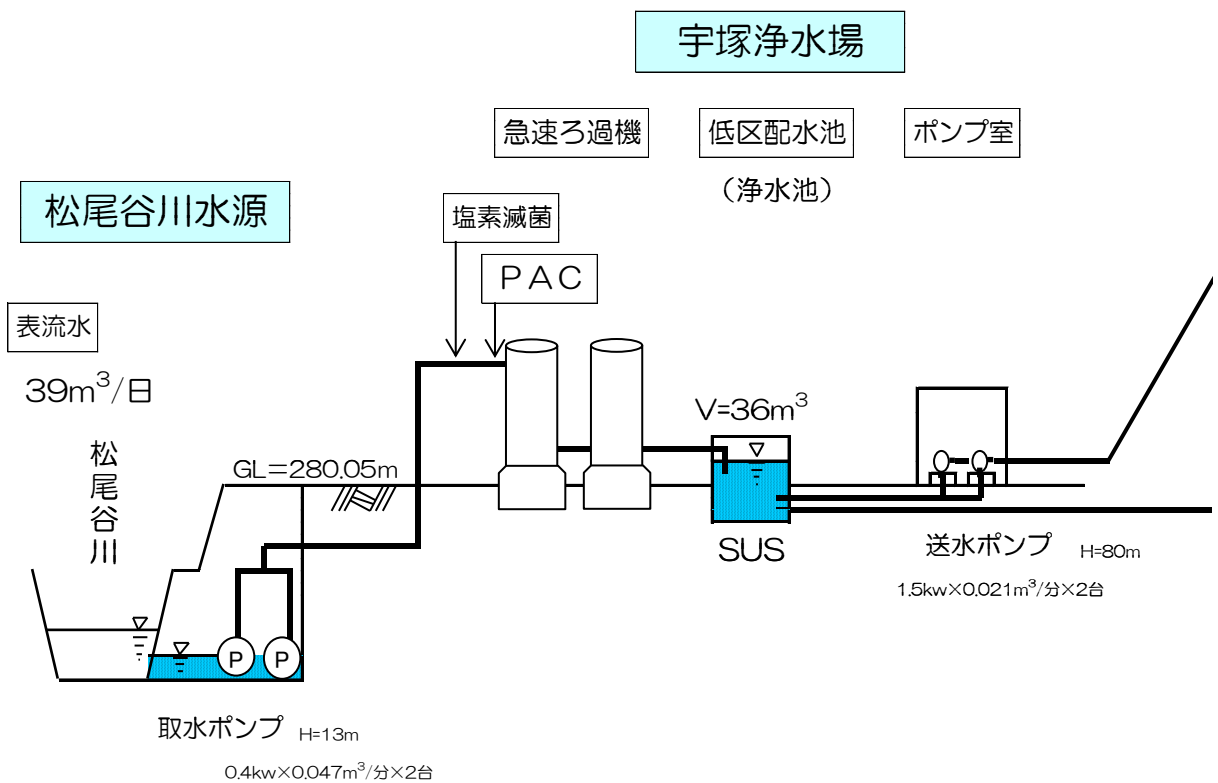 宇塚浄水場
急速ろ過機
低区配水池
ポンプ室
（浄水池）
松尾谷川水源
塩素滅菌
PAC
表流水
39m³/日
V=36m³
松尾谷川
GL=280.05m
SUS
送水ポンプ H=80m
1.5kw×0.021m³/分×2台
P
P
取水ポンプ H=13m
0.4kw×0.047m³/分×2台